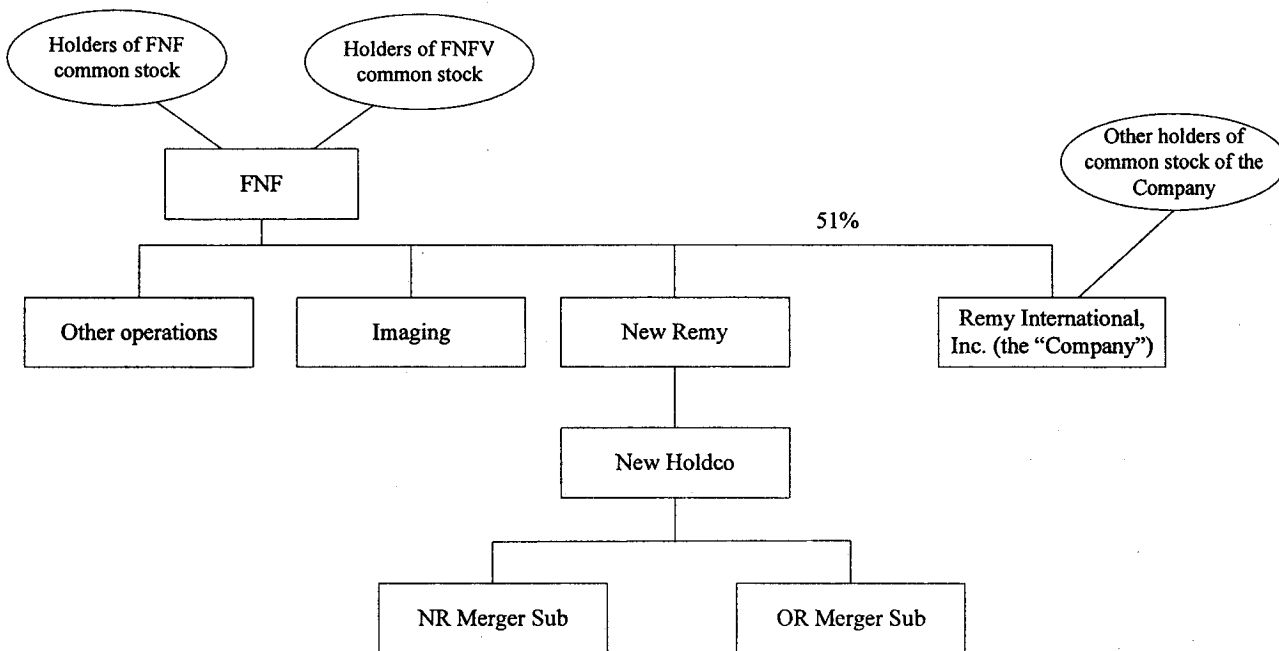 Holders of FNF
common stock
Holders of FNFV
common stock
Other holders of
common stock of the
Company
FNF
51%
Other operations
Imaging
New Remy
Remy International,
Inc. (the “Company”)
New Holdco
NR Merger Sub
OR Merger Sub